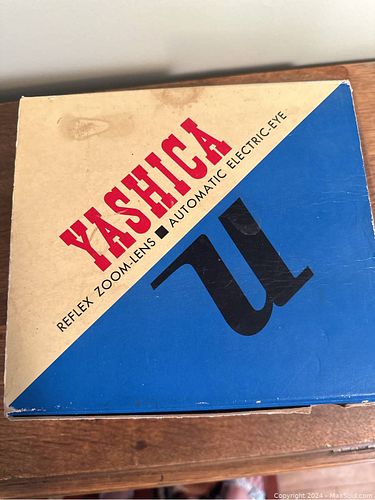 YASHICA
REFLEX ZOOM-LENS ■ AUTOMATIC ELECTRIC-EYE
u
Copyright 2024 - MaxSold.com